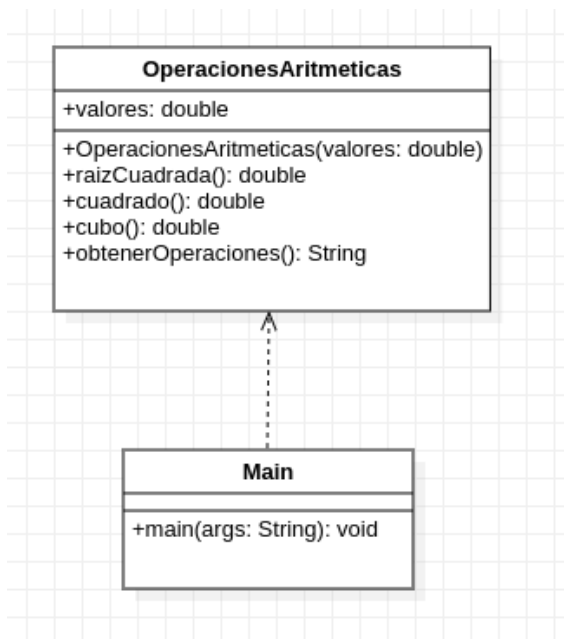 OperacionesAritmeticas
+valores: double
+OperacionesAritmeticas(valores: double)
+raizCuadrada(): double
+cuadrado(): double
+cubo(): double
+obtenerOperaciones(): String
Main
+main(args: String): void